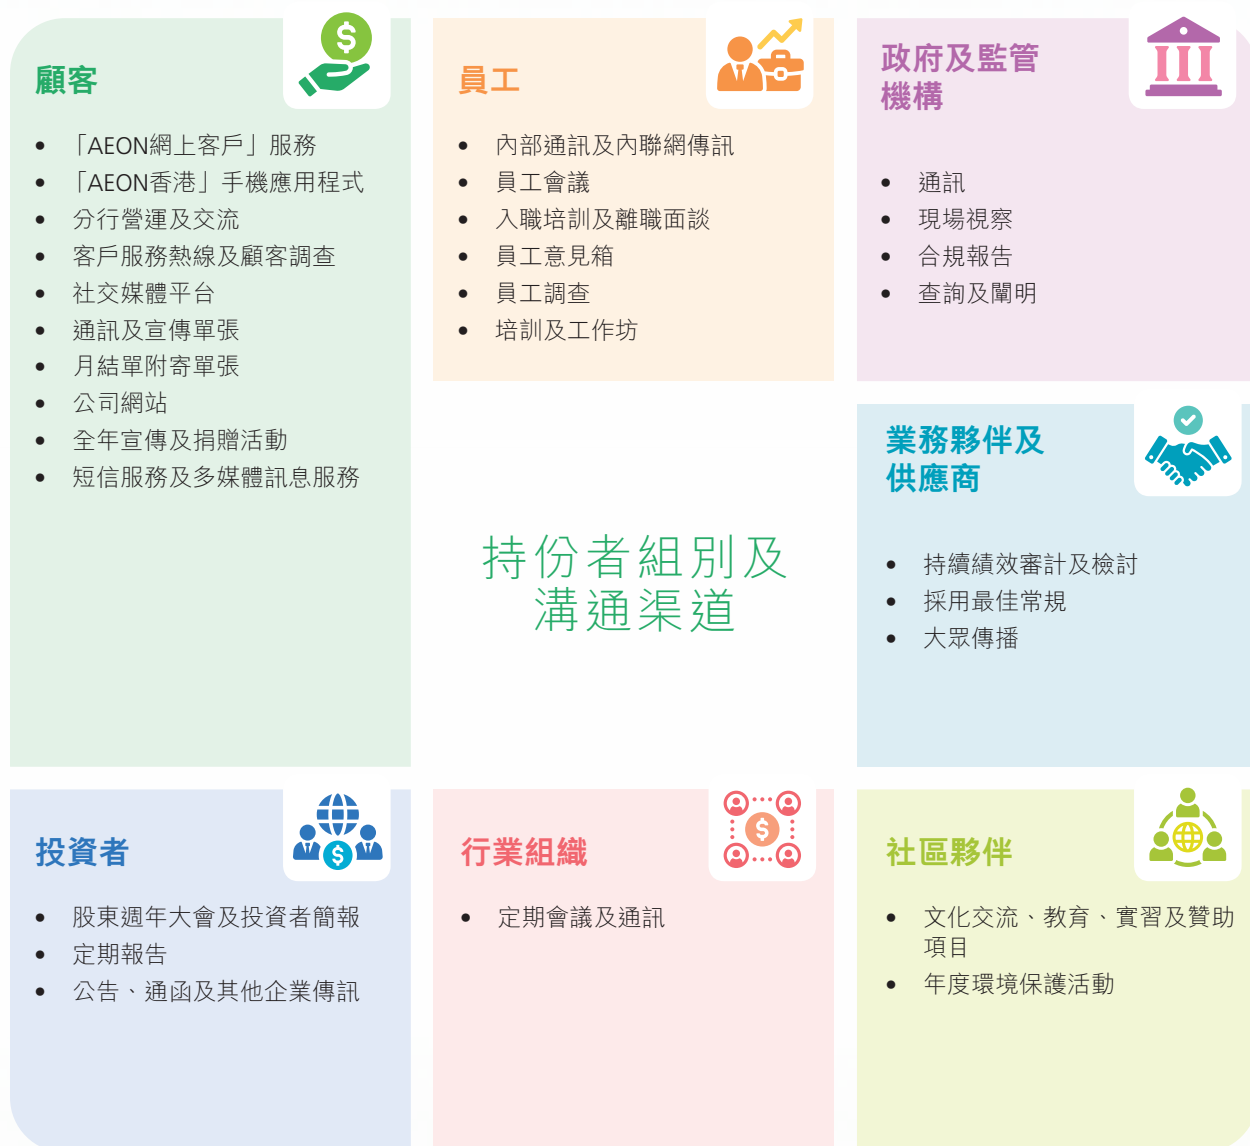 顧客
• 「AEON網上客戶」服務
• 「AEON香港」手機應用程式
• 分行營運及交流
• 客戶服務熱線及顧客調查
• 社交媒體平台
• 通訊及宣傳單張
• 月結單附寄單張
• 公司網站
• 全年宣傳及捐贈活動
• 短信服務及多媒體訊息服務
員工
• 內部通訊及內聯網傳訊
• 員工會議
• 入職培訓及離職面談
• 員工意見箱
• 員工調查
• 培訓及工作坊
政府及監管
機構
• 通訊
• 現場視察
• 合規報告
• 查詢及闡明
持份者組別及
溝通渠道
業務夥伴及
供應商
• 持續績效審計及檢討
• 採用最佳常規
• 大眾傳播
投資者
• 股東週年大會及投資者簡報
• 定期報告
• 公告、通函及其他企業傳訊
行業組織
• 定期會議及通訊
社區夥伴
• 文化交流、教育、實習及贊助
項目
• 年度環境保護活動